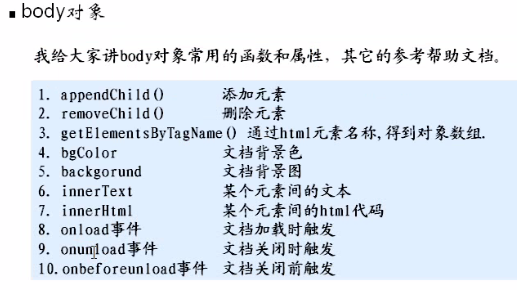 ▪ body对象
我给大家讲body对象常用的函数和属性，其它的参考帮助文档。
1. appendChild() 添加元素
2. removeChild() 删除元素
3. getElementsByTagName() 通过html元素名称,得到对象数组.
4. bgColor 文档背景色
5. backgorund 文档背景图
6. innerText 某个元素间的文本
7. innerHtml 某个元素间的html代码
8. onload事件 文档加载时触发
9. onunload事件 文档关闭时触发
10. onbeforeunload事件 文档关闭前触发